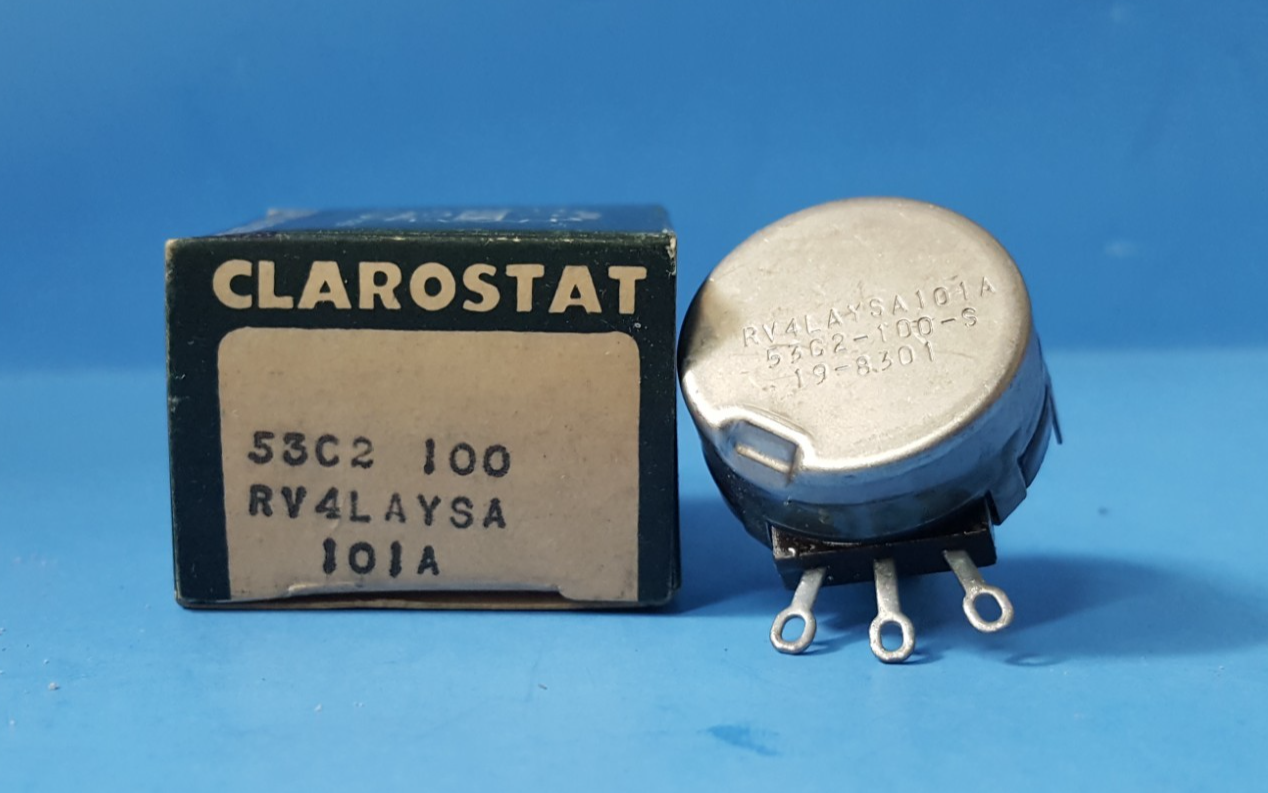 CLAROSTAT
53C2 100
RV4LAYSA
101A
RV4LAYSA101A
53C2-100-S
19-8301